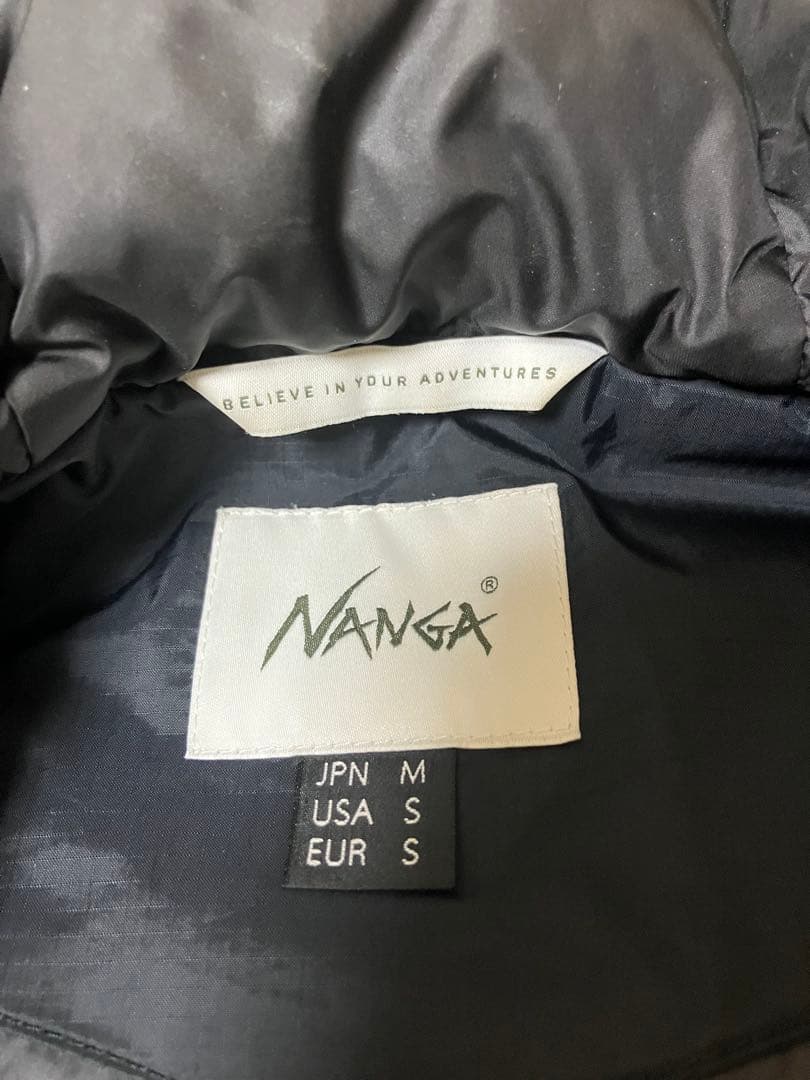 BELIEVE IN YOUR ADVENTURES
NANGA®
JPN M
USA S
EUR S